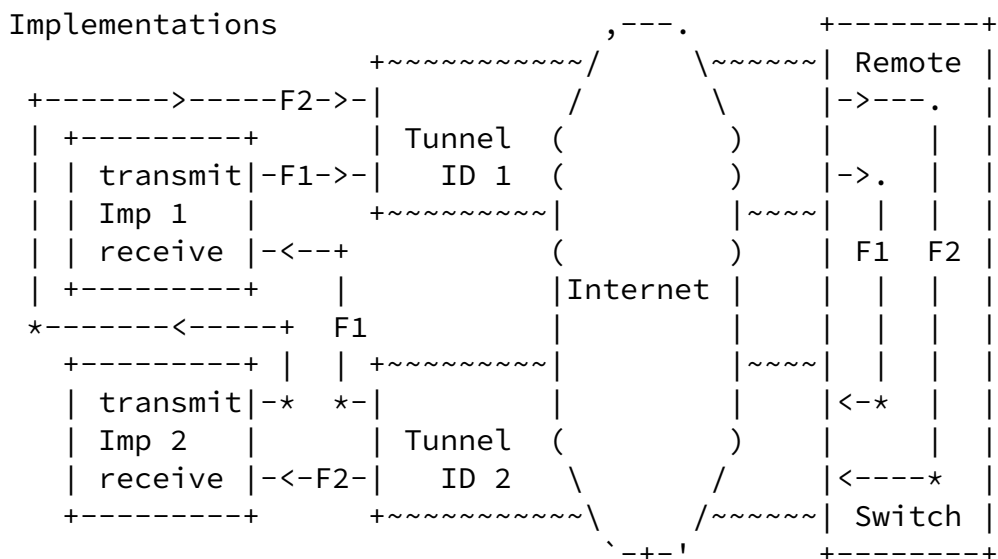 Implementations                     ,---.            +--------+
                   +~~~~~~~~~~~/     \~~~~~~| Remote |
 +------->-----F2->-|          /       \     |->---.  |
 | +---------+      | Tunnel  (         )    |     |  |
 | | transmit|-F1->-|   ID 1  (         )    |->.  |  |
 | | Imp 1   |      +~~~~~~~~~|         |~~~~|  |  |  |
 | | receive |-<--+           (         )    | F1  F2 |
 | +---------+    |           |Internet |    |  |  |  |
 *-------<-----+  F1          |         |    |  |  |  |
   +---------+ |  | +~~~~~~~~~|         |~~~~|  |  |  |
   | transmit|-*  *-|         |         |    |<-*  |  |
   | Imp 2   |      | Tunnel  (         )    |     |  |
   | receive |-<-F2-|   ID 2   \       /     |<----*  |
   +---------+      +~~~~~~~~~~~\     /~~~~~~| Switch |
                                 `-+-'       +--------+